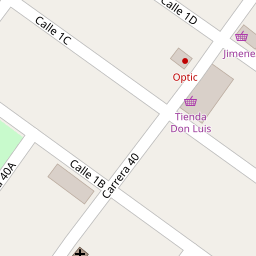 Calle 1D
Calle 1C
Jimene
Optic
Tienda
Don Luis
Calle 1B
Carrera 40
40A